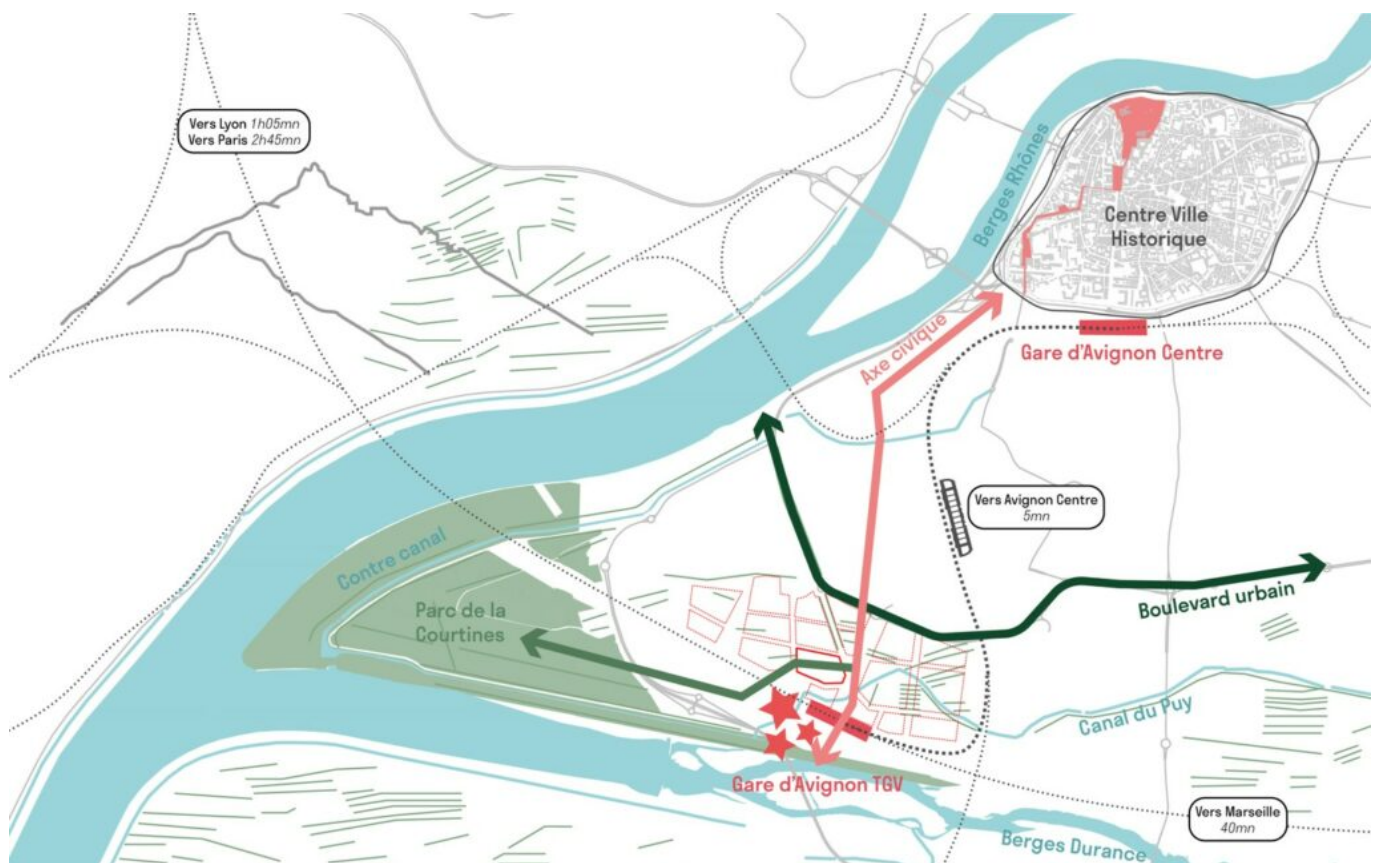 Vers Lyon 1h05mn
Vers Paris 2h45mn
Berges Rhônes
Centre Ville
Historique
Axe civique
Gare d'Avignon Centre
Vers Avignon Centre
5mn
Contre canal
Parc de la
Courtines
Boulevard urbain
Canal du Puy
Gare d'Avignon TGV
Vers Marseille
40mn
Berges Durance